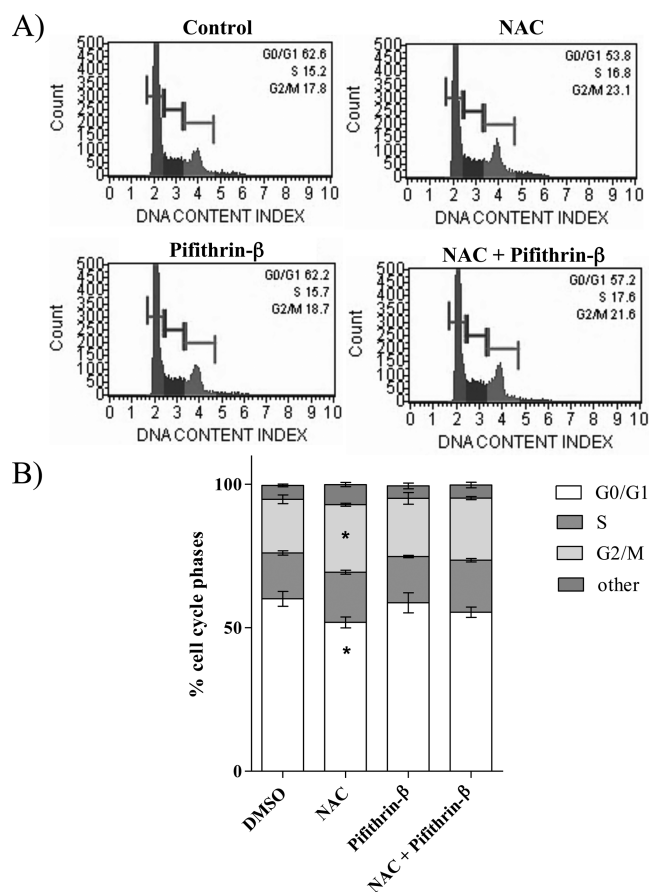 A)
Control
500
450
400
350
300
250
200
150
100
50
0
Count
G0/G1 62.6
S 15.2
G2/M 17.8
0 1 2 3 4 5 6 7 8 9 10
DNA CONTENT INDEX
NAC
500
450
400
350
300
250
200
150
100
50
0
Count
G0/G1 53.8
S 16.8
G2/M 23.1
0 1 2 3 4 5 6 7 8 9 10
DNA CONTENT INDEX
Pifithrin-β
500
450
400
350
300
250
200
150
100
50
0
Count
G0/G1 62.2
S 15.7
G2/M 18.7
0 1 2 3 4 5 6 7 8 9 10
DNA CONTENT INDEX
NAC + Pifithrin-β
500
450
400
350
300
250
200
150
100
50
0
Count
G0/G1 57.2
S 17.6
G2/M 21.6
0 1 2 3 4 5 6 7 8 9 10
DNA CONTENT INDEX
B)
% cell cycle phases
100
50
0
*
*
DMSO
NAC
Pifithrin-β
NAC + Pifithrin-β
G0/G1
S
G2/M
other